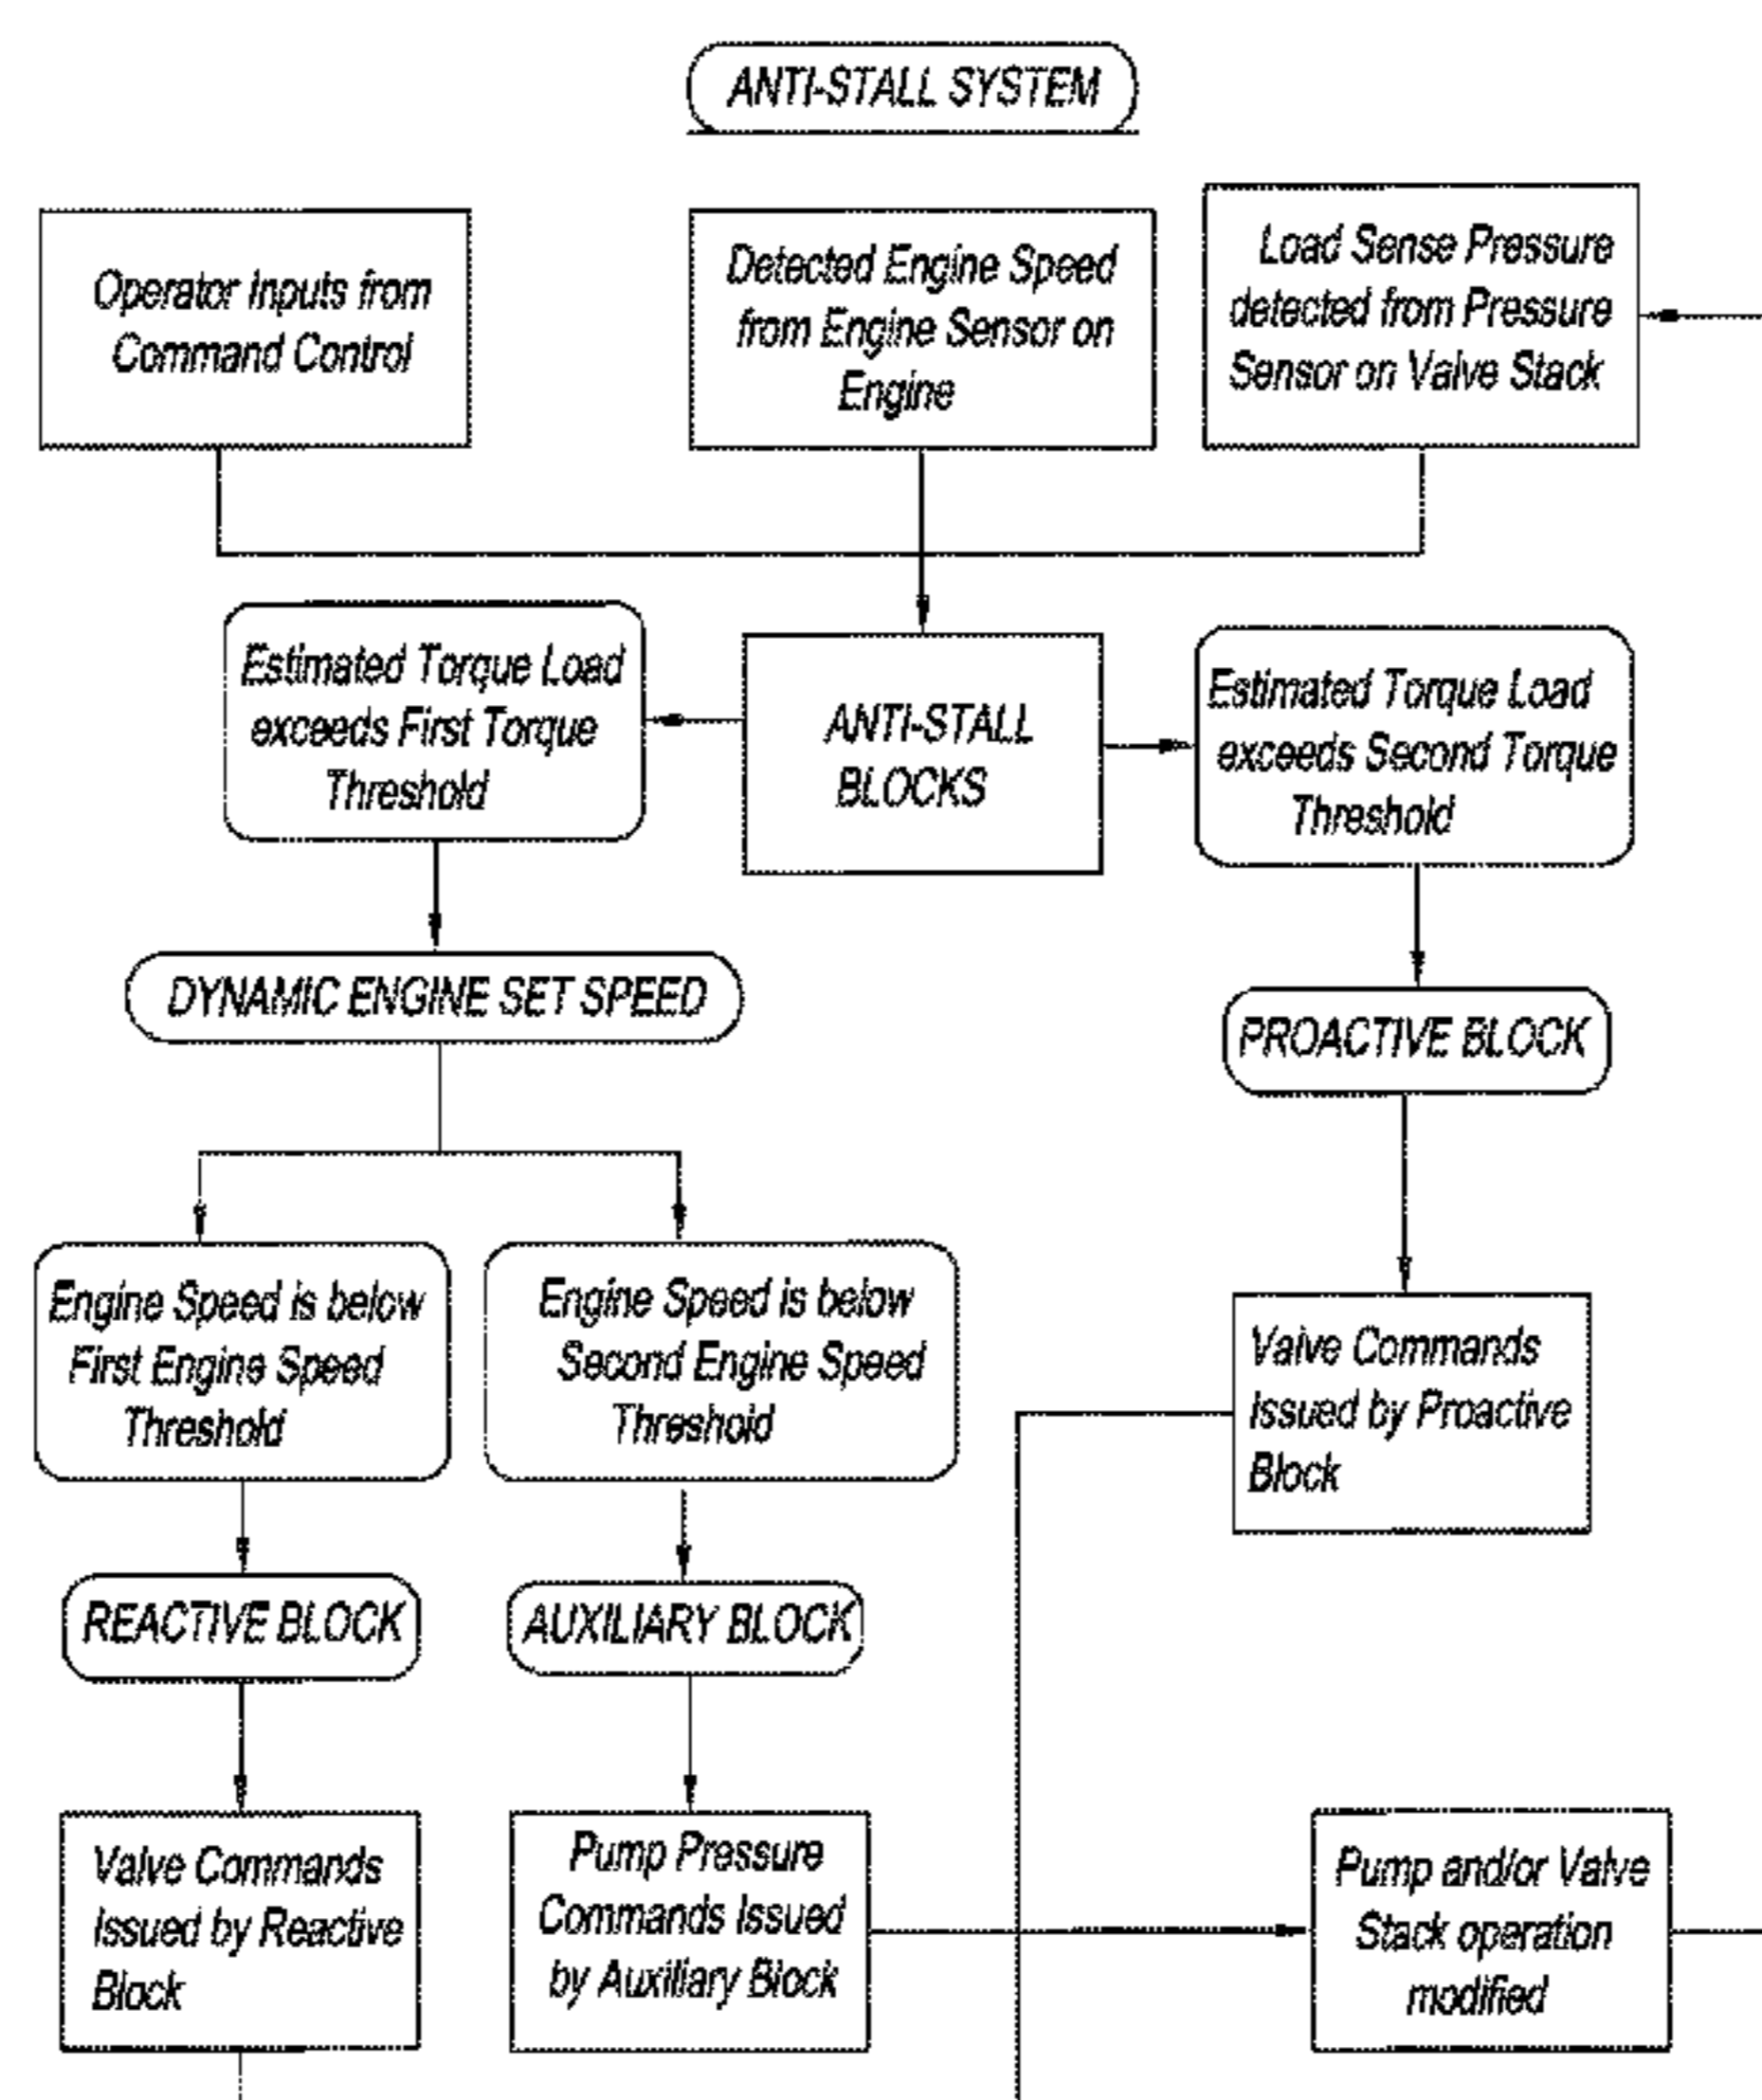 ANTI-STALL SYSTEM
Operator Inputs from
Command Control
Detected Engine Speed
from Engine Sensor on
Engine
Load Sense Pressure
detected from Pressure
Sensor on Valve Stack
Estimated Torque Load
exceeds First Torque
Threshold
ANTI-STALL
BLOCKS
Estimated Torque Load
exceeds Second Torque
Threshold
DYNAMIC ENGINE SET SPEED
PROACTIVE BLOCK
Engine Speed is below
First Engine Speed
Threshold
Engine Speed is below
Second Engine Speed
Threshold
Valve Commands
Issued by Proactive
Block
REACTIVE BLOCK
AUXILIARY BLOCK
Valve Commands
Issued by Reactive
Block
Pump Pressure
Commands Issued
by Auxiliary Block
Pump and/or Valve
Stack operation
modified